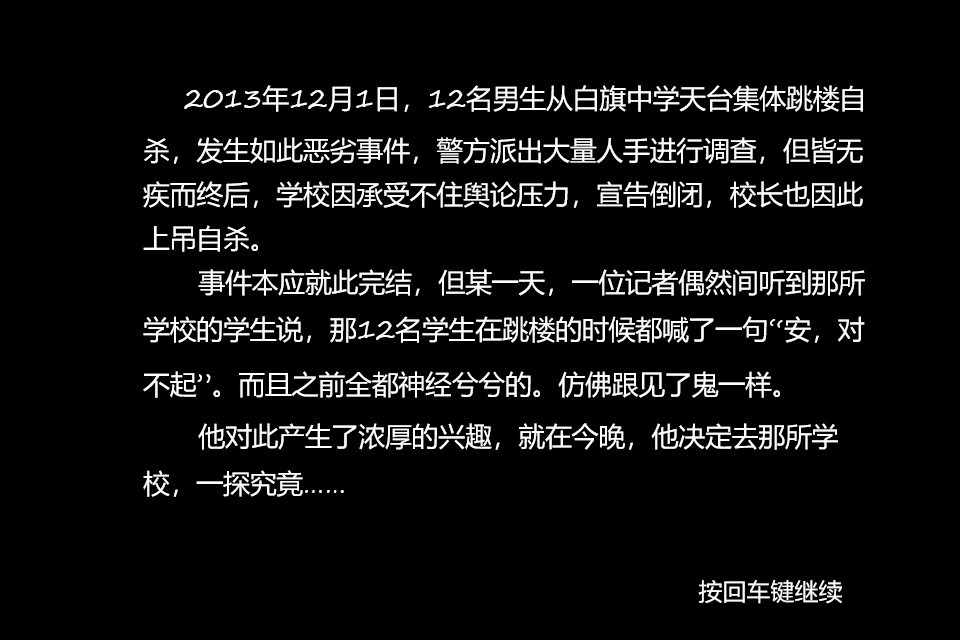 2013年12月1日，12名男生从白旗中学天台集体跳楼自
杀，发生如此恶劣事件，警方派出大量人手进行调查，但皆无
疾而终后，学校因承受不住舆论压力，宣告倒闭，校长也因此
上吊自杀。
事件本应就此完结，但某一天，一位记者偶然间听到那所
学校的学生说，那12名学生在跳楼的时候都喊了一句“安，对
不起”。而且之前全都神经兮兮的。仿佛跟见了鬼一样。
他对此产生了浓厚的兴趣，就在今晚，他决定去那所学
校，一探究竟……
按回车键继续